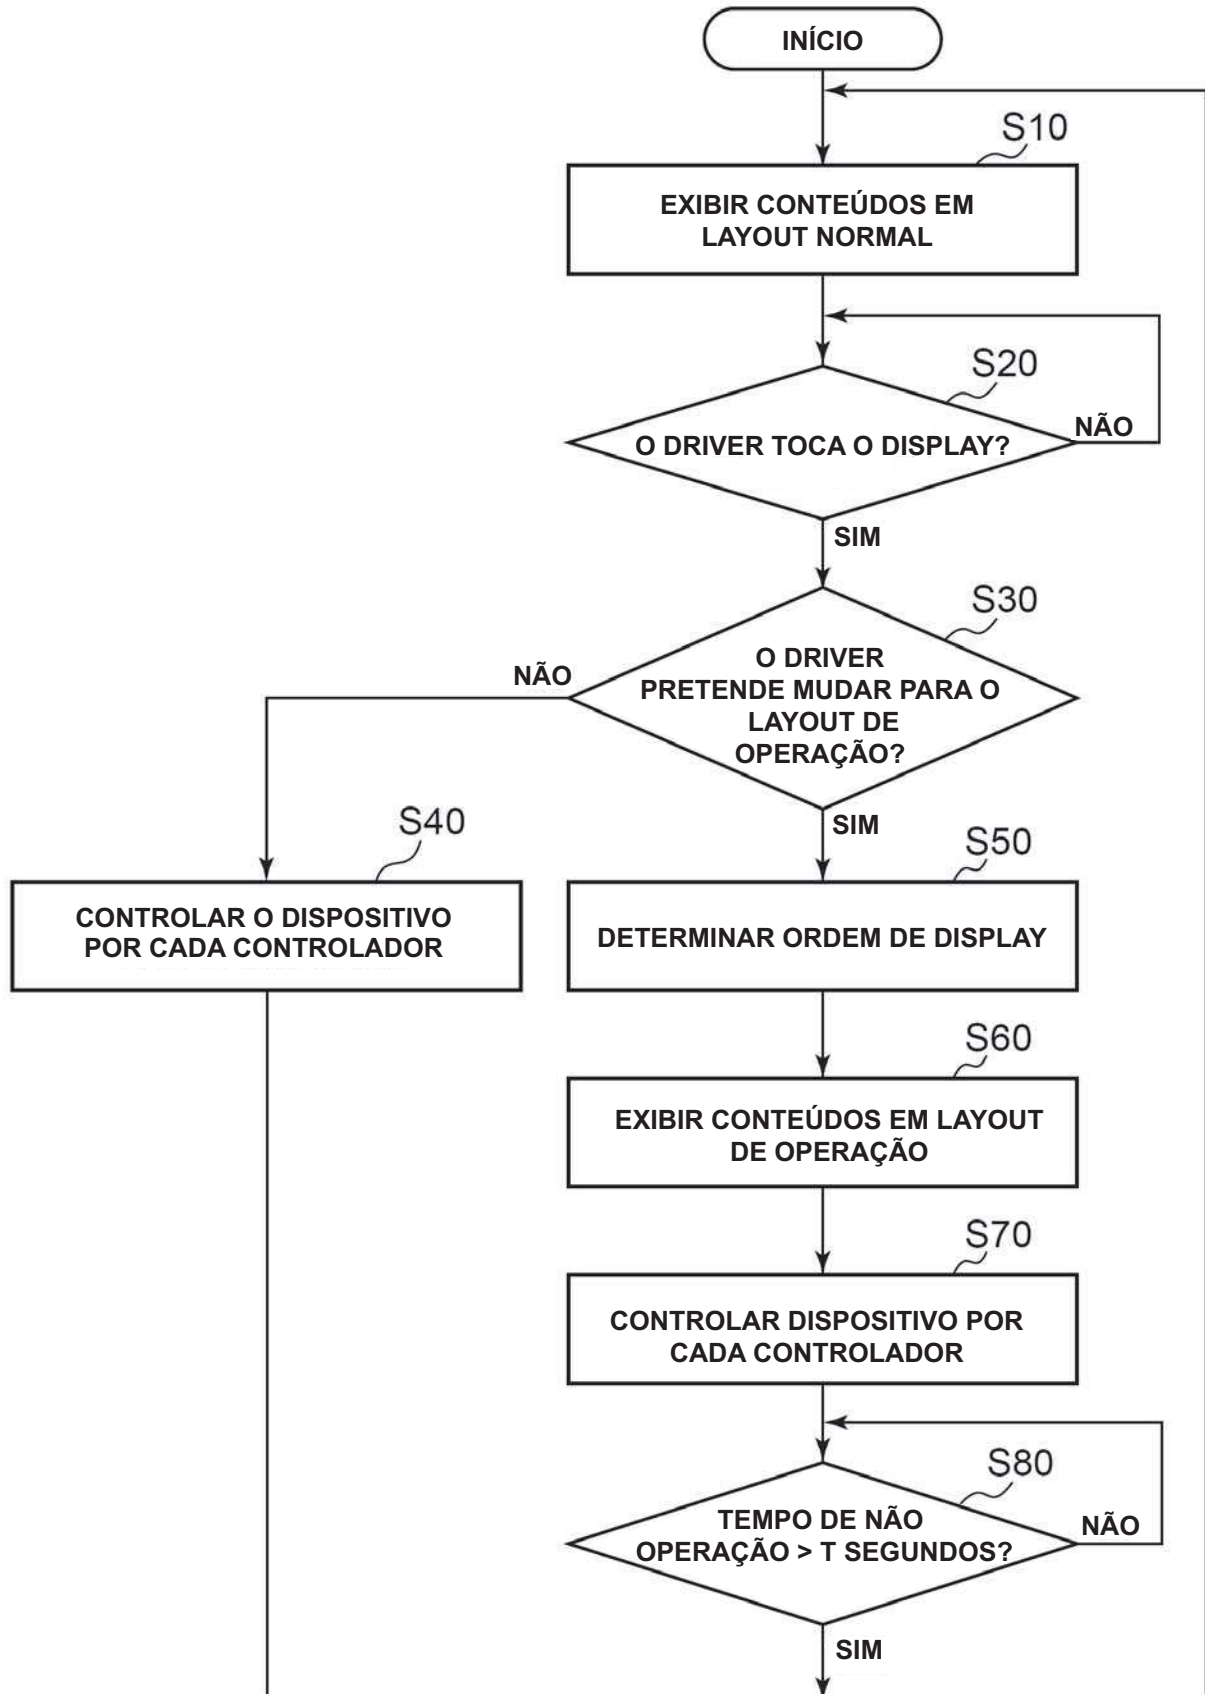 INÍCIO
S10
EXIBIR CONTEÚDOS EM
LAYOUT NORMAL
S20
O DRIVER TOCA O DISPLAY?
NÃO
SIM
S30
O DRIVER
PRETENDE MUDAR PARA O
LAYOUT DE
OPERAÇÃO?
NÃO
SIM
S40
CONTROLAR O DISPOSITIVO
POR CADA CONTROLADOR
S50
DETERMINAR ORDEM DE DISPLAY
S60
EXIBIR CONTEÚDOS EM LAYOUT
DE OPERAÇÃO
S70
CONTROLAR DISPOSITIVO POR
CADA CONTROLADOR
S80
TEMPO DE NÃO
OPERAÇÃO > T SEGUNDOS?
NÃO
SIM